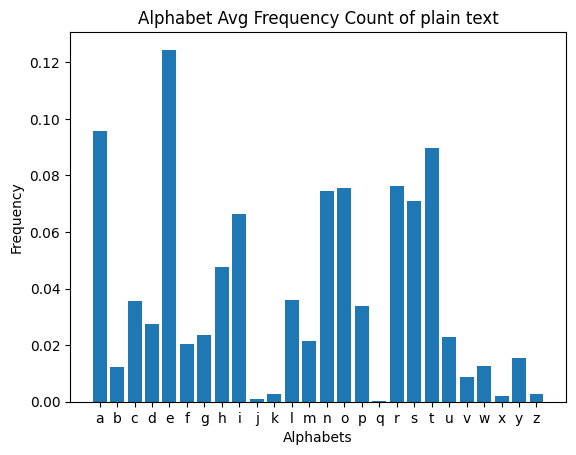 Alphabet Avg Frequency Count of plain text
0.12
0.10
0.08
0.06
0.04
0.02
0.00
Frequency
a b c d e f g h i j k l m n o p q r s t u v w x y z
Alphabets